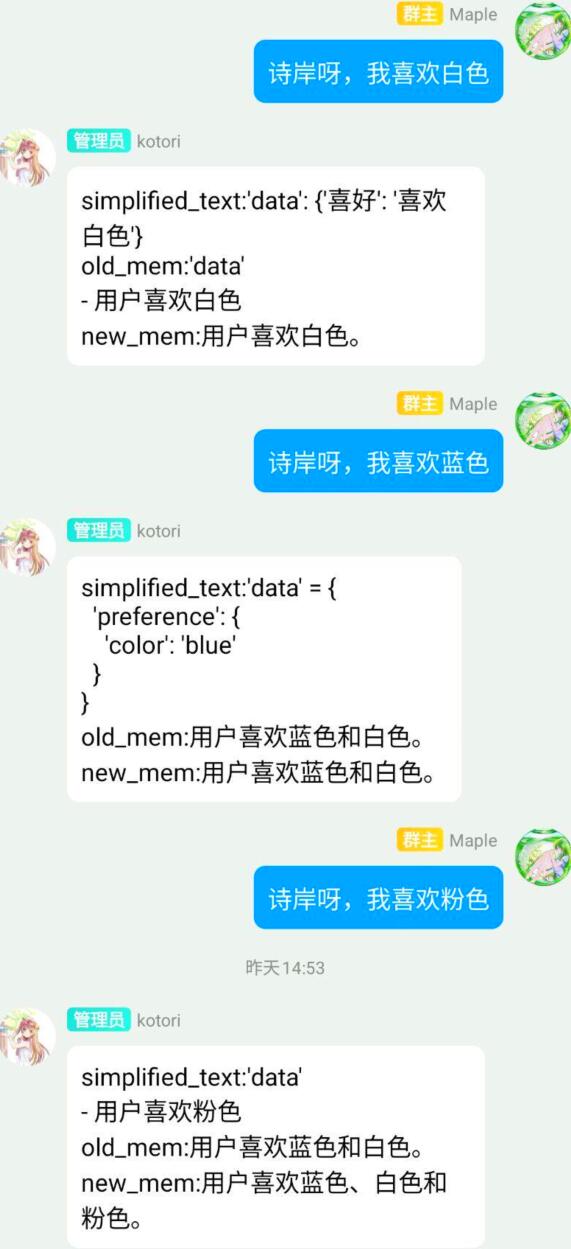 群主 Maple
诗岸呀，我喜欢白色
管理员 kotori
simplified_text:'data': {'喜好': '喜欢
白色'}
old_mem:'data'
- 用户喜欢白色
new_mem:用户喜欢白色。
群主 Maple
诗岸呀，我喜欢蓝色
管理员 kotori
simplified_text:'data' = {
'preference': {
'color': 'blue'
}
}
old_mem:用户喜欢蓝色和白色。
new_mem:用户喜欢蓝色和白色。
群主 Maple
诗岸呀，我喜欢粉色
昨天14:53
管理员 kotori
simplified_text:'data'
- 用户喜欢粉色
old_mem:用户喜欢蓝色和白色。
new_mem:用户喜欢蓝色、白色和
粉色。